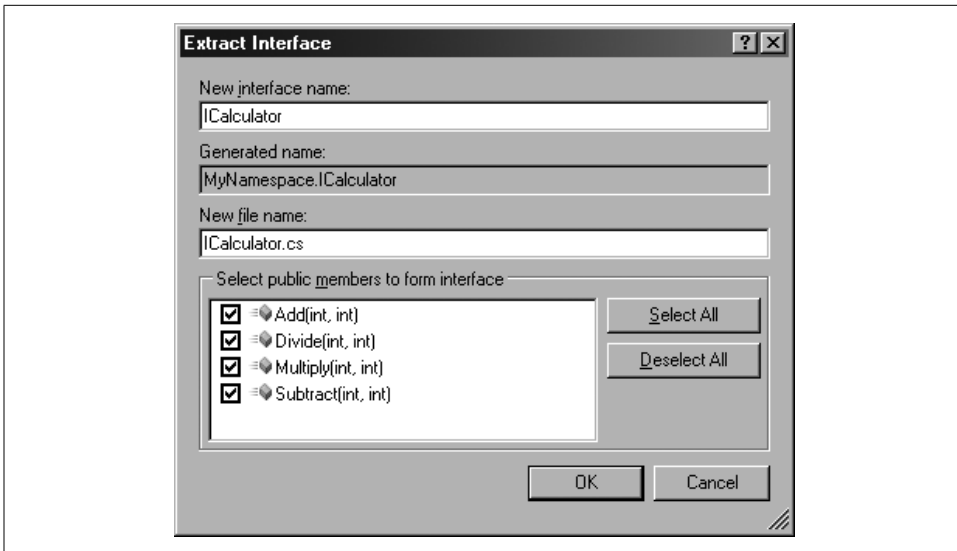 Extract Interface
New interface name:
ICalculator
Generated name:
MyNamespace.ICalculator
New file name:
ICalculator.cs
Select public members to form interface
Add(int, int)
Divide(int, int)
Multiply(int, int)
Subtract(int, int)
Select All
Deselect All
OK
Cancel